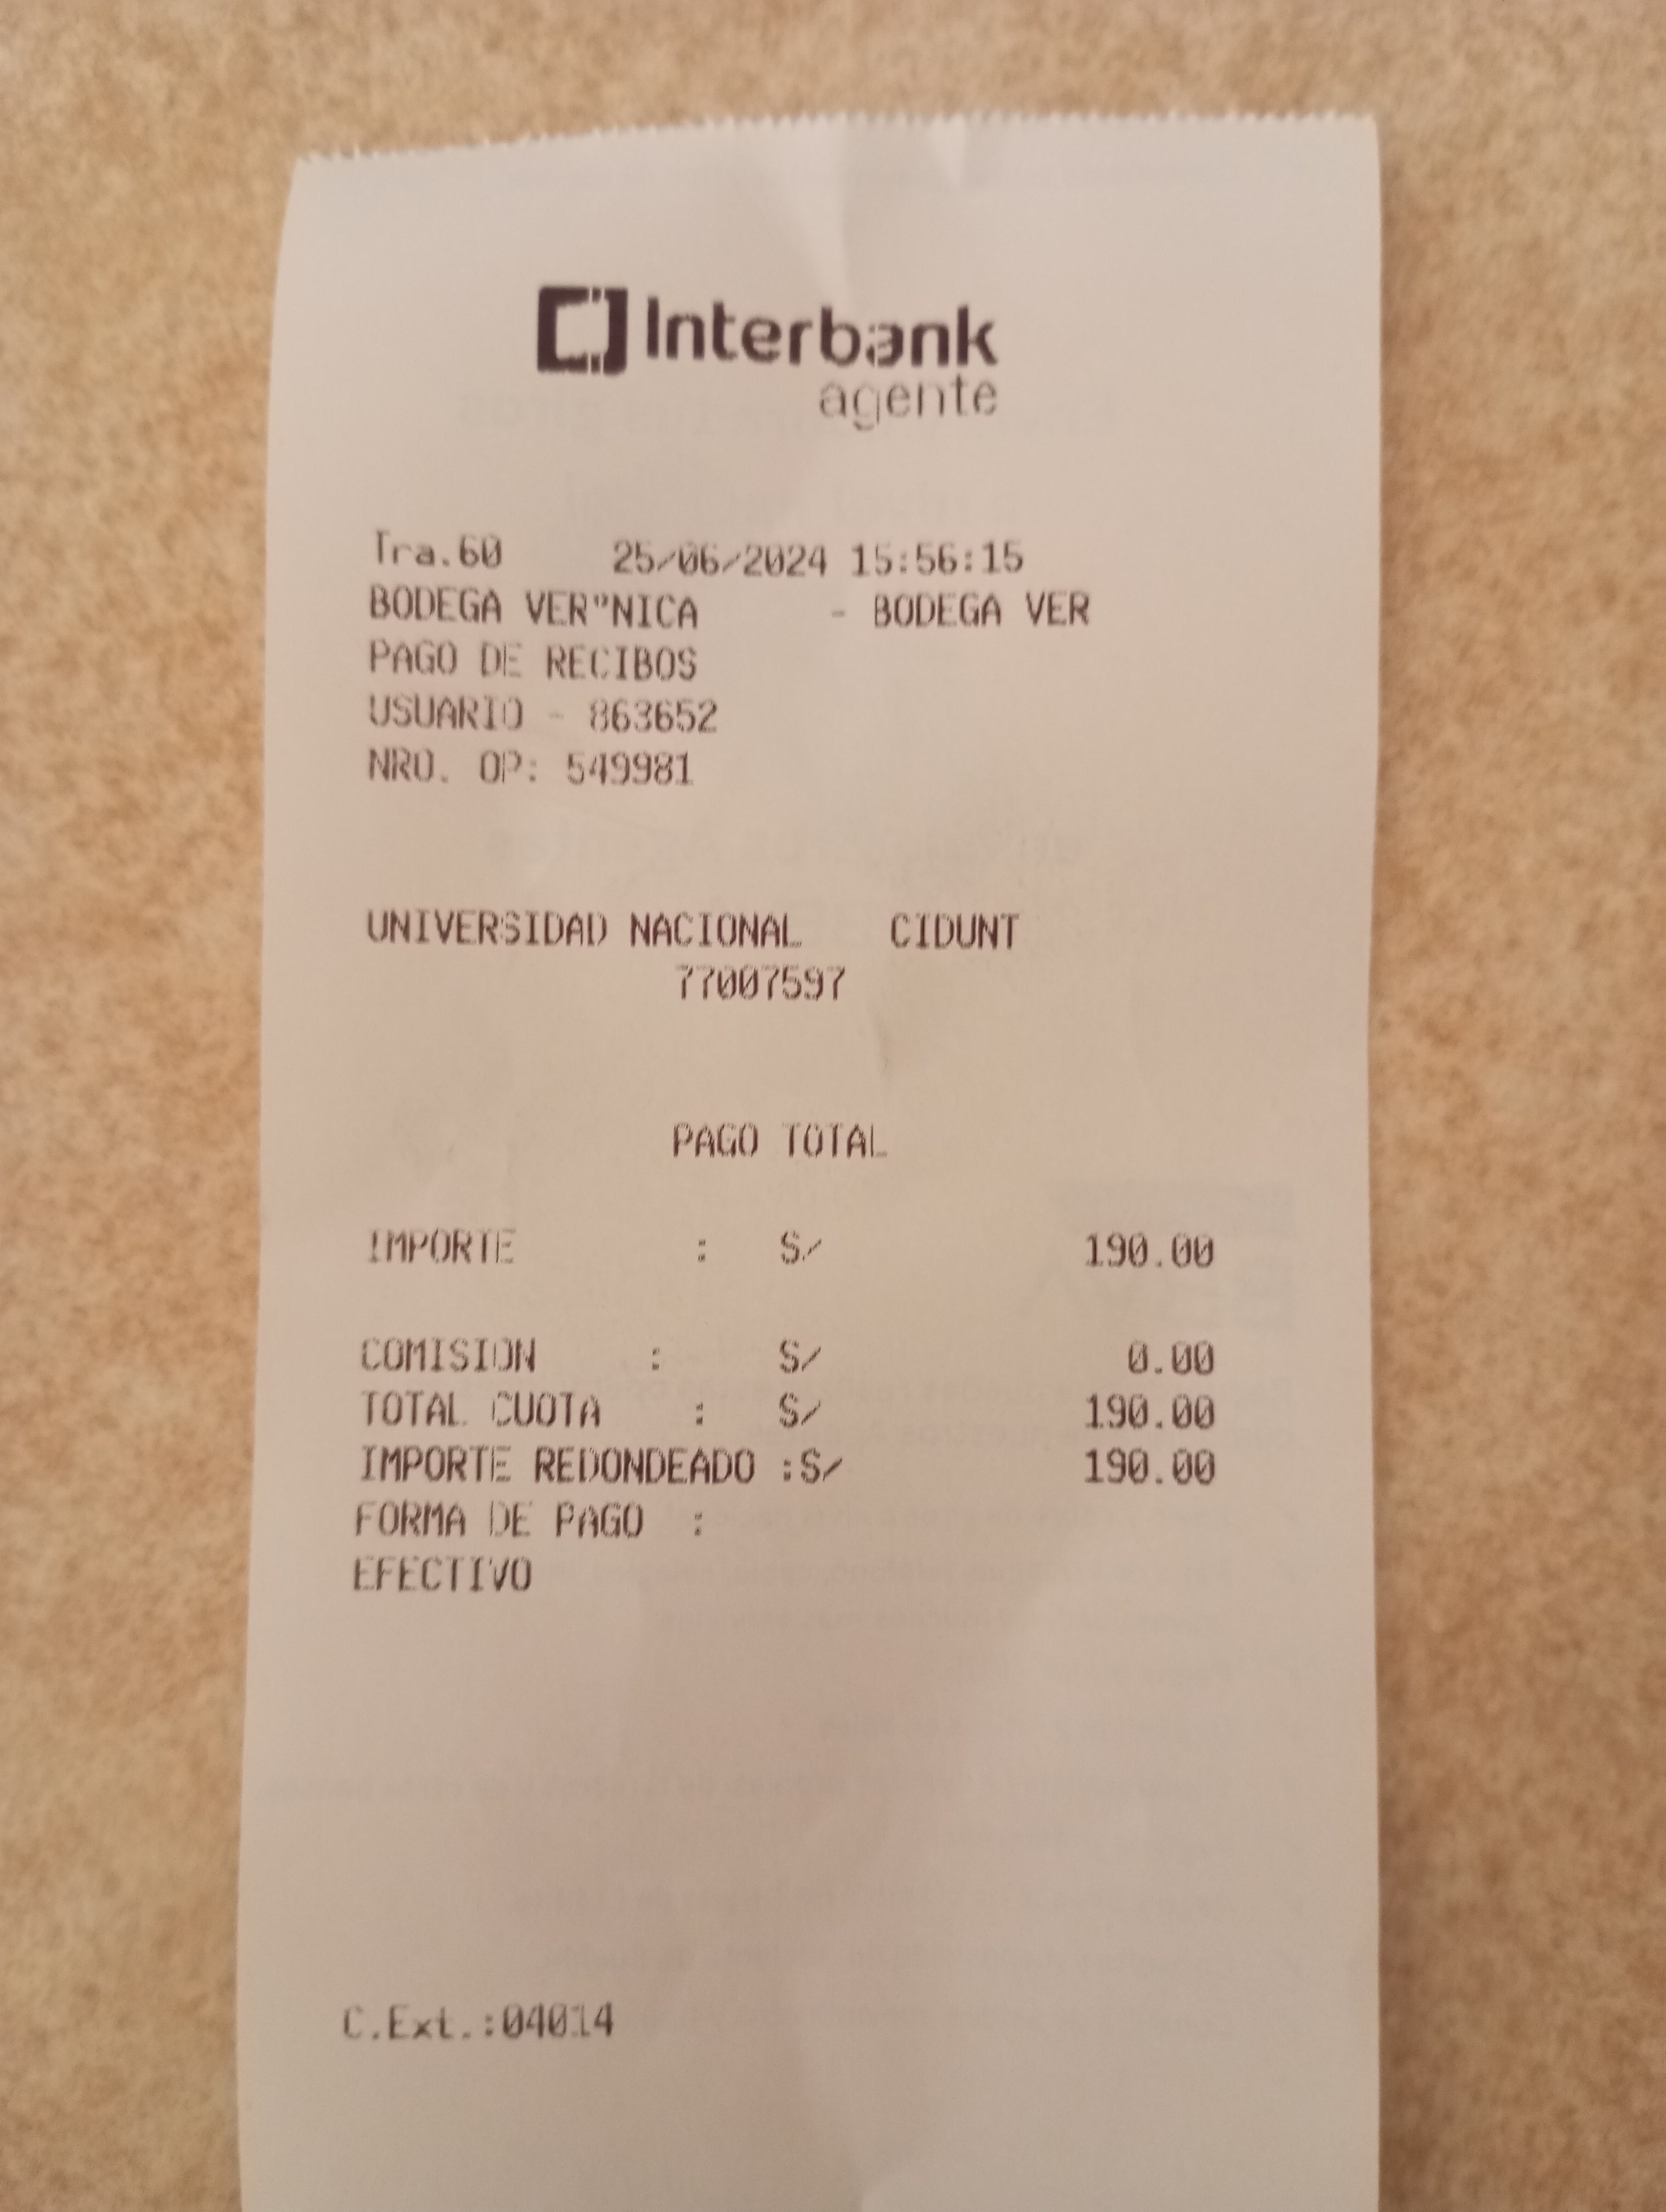 Interbank
agente
Tra.60 25/06/2024 15:56:15
BODEGA VER"NICA - BODEGA VER
PAGO DE RECIBOS
USUARIO - 863652
NRO. OP: 549981
UNIVERSIDAD NACIONAL CIDUNT
77007597
PAGO TOTAL
IMPORTE : S/ 190.00
COMISION : S/ 0.00
TOTAL CUOTA : S/ 190.00
IMPORTE REDONDEADO :S/ 190.00
FORMA DE PAGO :
EFECTIVO
C.Ext.:04014